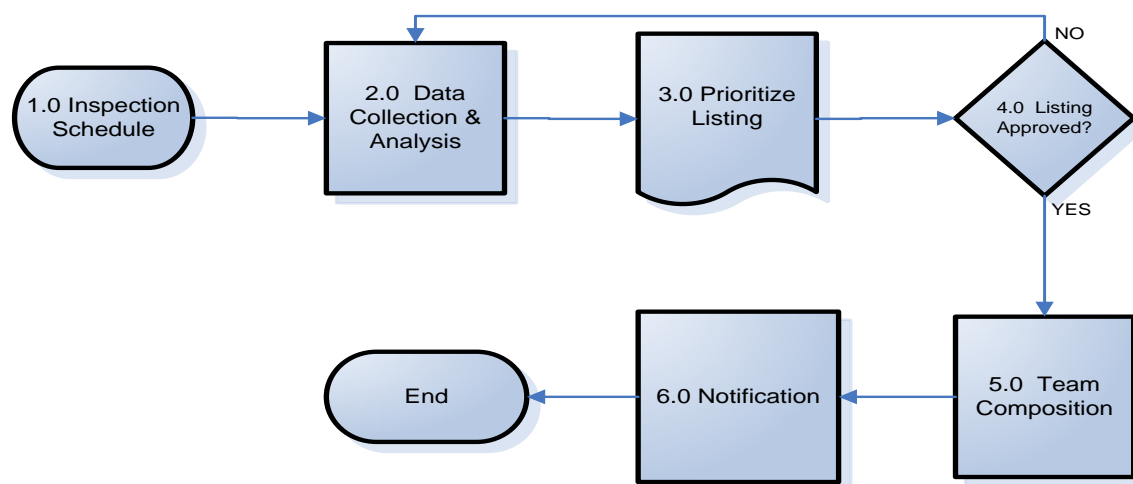 NO
1.0 Inspection
Schedule
2.0  Data
Collection &
Analysis
3.0 Prioritize
Listing
4.0  Listing
Approved?
YES
End
6.0 Notification
5.0  Team
Composition